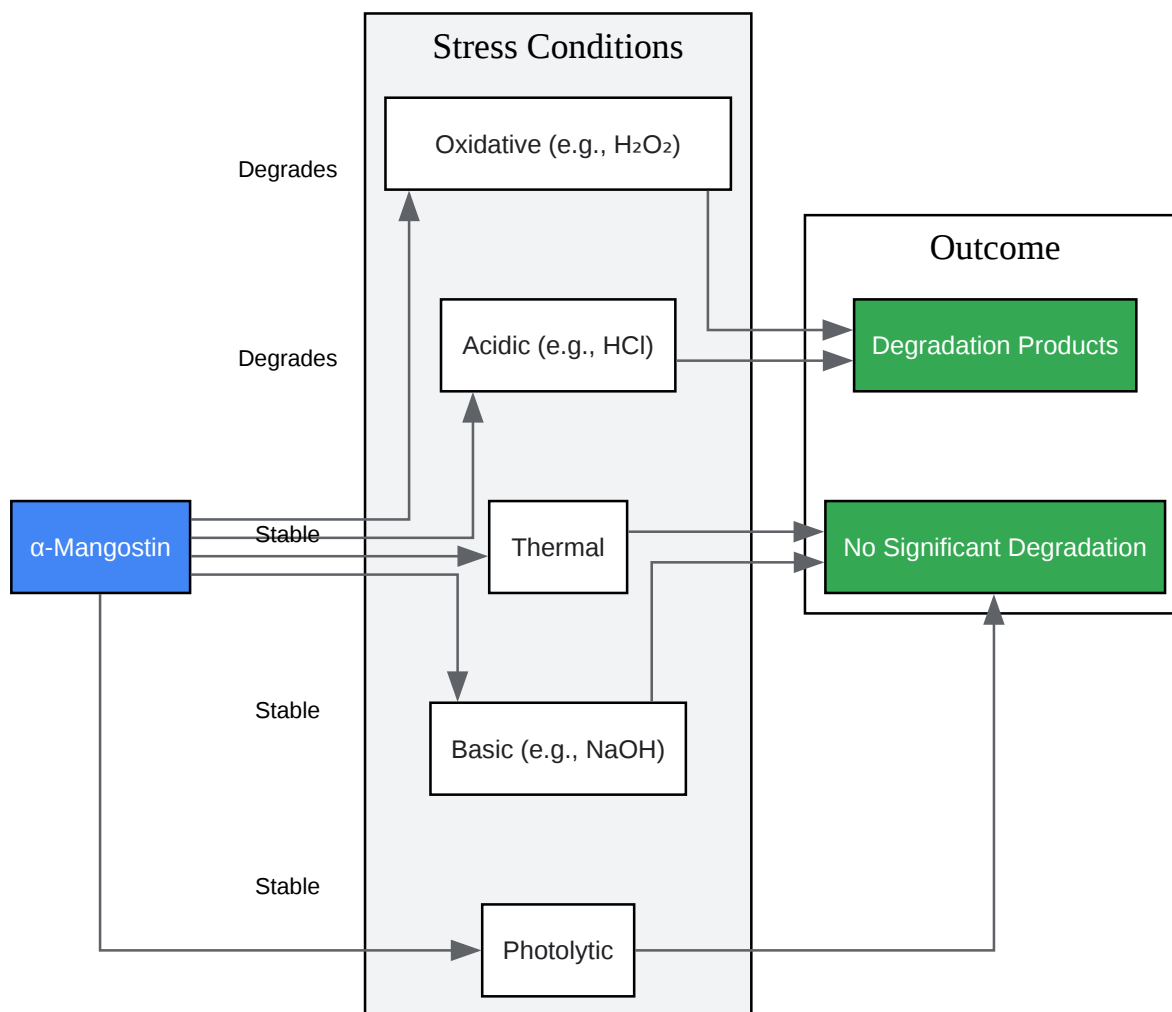 Stress Conditions
Oxidative (e.g., H₂O₂)
Degrades
Outcome
Acidic (e.g., HCl)
Degradation Products
Degrades
α-Mangostin
Stable
Thermal
No Significant Degradation
Stable
Basic (e.g., NaOH)
Stable
Photolytic